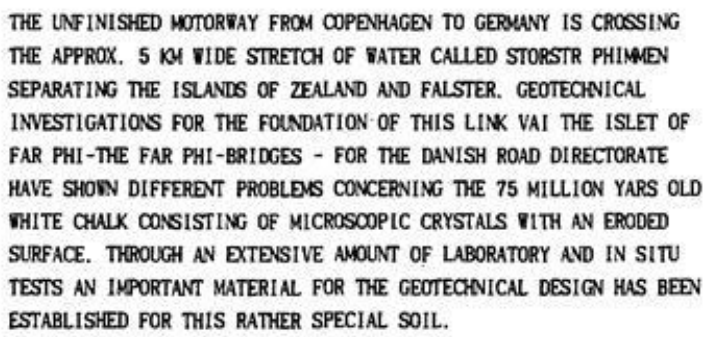 THE UNFINISHED MOTORWAY FROM COPENHAGEN TO GERMANY IS CROSSING
THE APPROX. 5 KM WIDE STRETCH OF WATER CALLED STORSTR PHIMMEN
SEPARATING THE ISLANDS OF ZEALAND AND FALSTER. GEOTECHNICAL
INVESTIGATIONS FOR THE FOUNDATION OF THIS LINK VAI THE ISLET OF
FAR PHI-THE FAR PHI-BRIDGES - FOR THE DANISH ROAD DIRECTORATE
HAVE SHOWN DIFFERENT PROBLEMS CONCERNING THE 75 MILLION YARS OLD
WHITE CHALK CONSISTING OF MICROSCOPIC CRYSTALS WITH AN ERODED
SURFACE. THROUGH AN EXTENSIVE AMOUNT OF LABORATORY AND IN SITU
TESTS AN IMPORTANT MATERIAL FOR THE GEOTECHNICAL DESIGN HAS BEEN
ESTABLISHED FOR THIS RATHER SPECIAL SOIL.